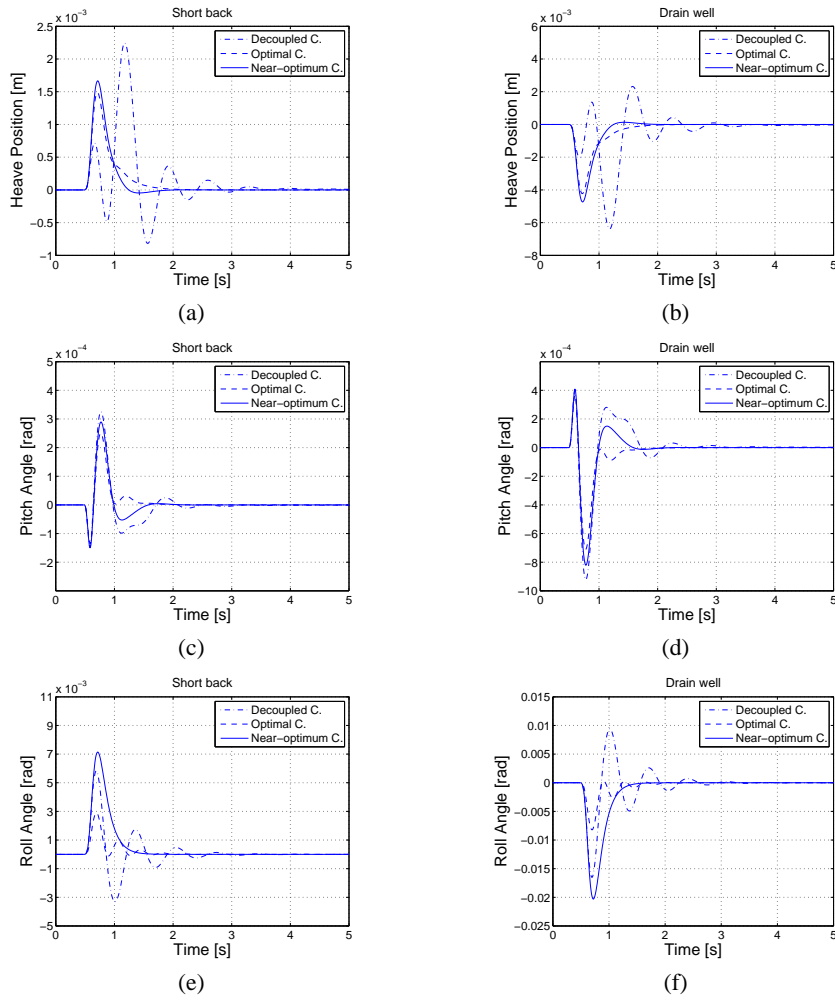 x 10⁻³
Short back
2.5
2
1.5
1
0.5
0
−0.5
−1
Heave Position [m]
Decoupled C.
Optimal C.
Near−optimum C.
0 1 2 3 4 5
Time [s]
(a)
x 10⁻³
Drain well
6
4
2
0
−2
−4
−6
−8
Heave Position [m]
Decoupled C.
Optimal C.
Near−optimum C.
0 1 2 3 4 5
Time [s]
(b)
x 10⁻⁴
Short back
5
4
3
2
1
0
−1
−2
Pitch Angle [rad]
Decoupled C.
Optimal C.
Near−optimum C.
0 1 2 3 4 5
Time [s]
(c)
x 10⁻⁴
Drain well
4
2
0
−2
−4
−6
−8
−10
Pitch Angle [rad]
Decoupled C.
Optimal C.
Near−optimum C.
0 1 2 3 4 5
Time [s]
(d)
x 10⁻³
Short back
11
9
7
5
3
1
−1
−3
−5
Roll Angle [rad]
Decoupled C.
Optimal C.
Near−optimum C.
0 1 2 3 4 5
Time [s]
(e)
Drain well
0.015
0.01
0.005
0
−0.005
−0.01
−0.015
−0.02
−0.025
Roll Angle [rad]
Decoupled C.
Optimal C.
Near−optimum C.
0 1 2 3 4 5
Time [s]
(f)